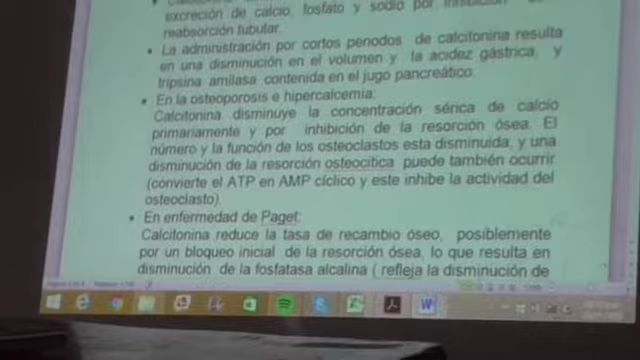 excreción de calcio, fosfato y sodio por inhibición
reabsorción tubular.
• La administración por cortos periodos de calcitonina resulta
en una disminución en el volumen y la acidez gástrica, y
tripsina amilasa contenida en el jugo pancreático.
• En la osteoporosis e hipercalcemia:
Calcitonina disminuye la concentración sérica de calcio
primariamente y por inhibición de la resorción ósea. El
número y la función de los osteoclastos esta disminuida, y una
disminución de la resorción osteocitica puede también ocurrir
(convierte el ATP en AMP cíclico y este inhibe la actividad del
osteoclasto).
• En enfermedad de Paget:
Calcitonina reduce la tasa de recambio óseo, posiblemente
por un bloqueo inicial de la resorción ósea, lo que resulta en
disminución de la fosfatasa alcalina ( refleja la disminución de